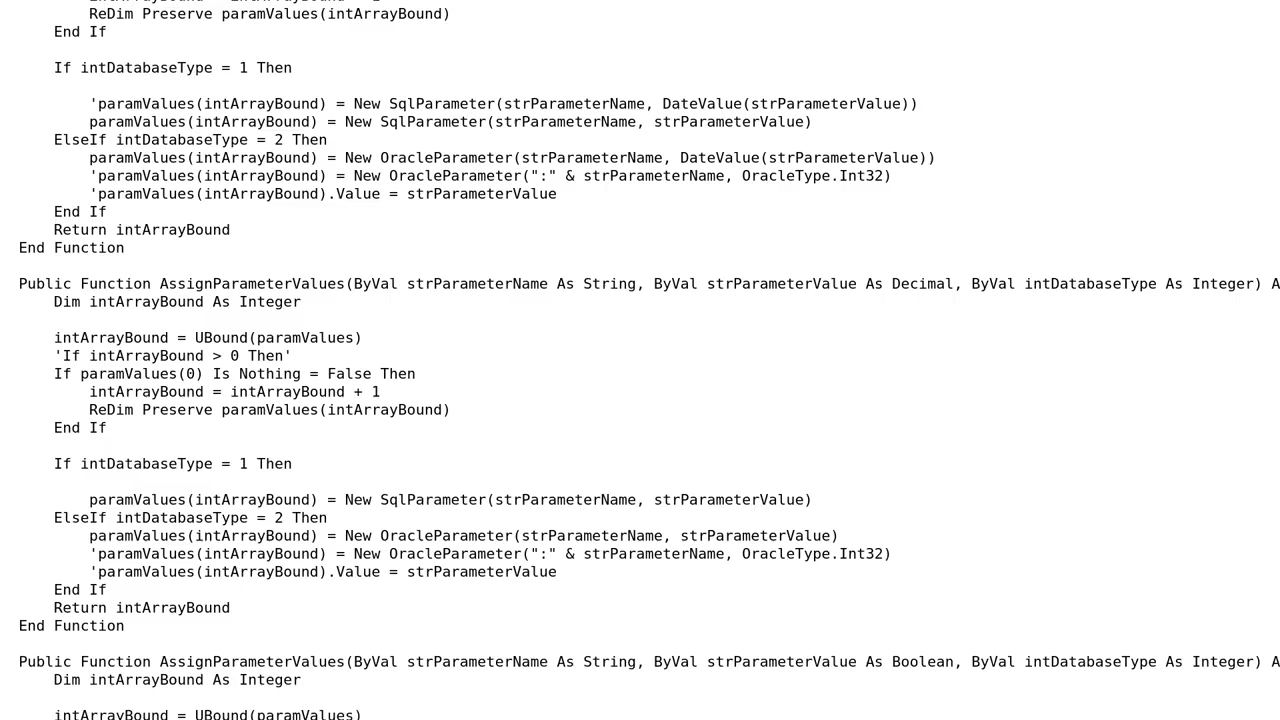 ReDim Preserve paramValues(intArrayBound)
End If
If intDatabaseType = 1 Then
'paramValues(intArrayBound) = New SqlParameter(strParameterName, DateValue(strParameterValue))
paramValues(intArrayBound) = New SqlParameter(strParameterName, strParameterValue)
ElseIf intDatabaseType = 2 Then
paramValues(intArrayBound) = New OracleParameter(strParameterName, DateValue(strParameterValue))
'paramValues(intArrayBound) = New OracleParameter(":" & strParameterName, OracleType.Int32)
'paramValues(intArrayBound).Value = strParameterValue
End If
Return intArrayBound
End Function
Public Function AssignParameterValues(ByVal strParameterName As String, ByVal strParameterValue As Decimal, ByVal intDatabaseType As Integer) A
Dim intArrayBound As Integer
intArrayBound = UBound(paramValues)
'If intArrayBound > 0 Then'
If paramValues(0) Is Nothing = False Then
intArrayBound = intArrayBound + 1
ReDim Preserve paramValues(intArrayBound)
End If
If intDatabaseType = 1 Then
paramValues(intArrayBound) = New SqlParameter(strParameterName, strParameterValue)
ElseIf intDatabaseType = 2 Then
paramValues(intArrayBound) = New OracleParameter(strParameterName, strParameterValue)
'paramValues(intArrayBound) = New OracleParameter(":" & strParameterName, OracleType.Int32)
'paramValues(intArrayBound).Value = strParameterValue
End If
Return intArrayBound
End Function
Public Function AssignParameterValues(ByVal strParameterName As String, ByVal strParameterValue As Boolean, ByVal intDatabaseType As Integer) A
Dim intArrayBound As Integer
intArrayBound = UBound(paramValues)